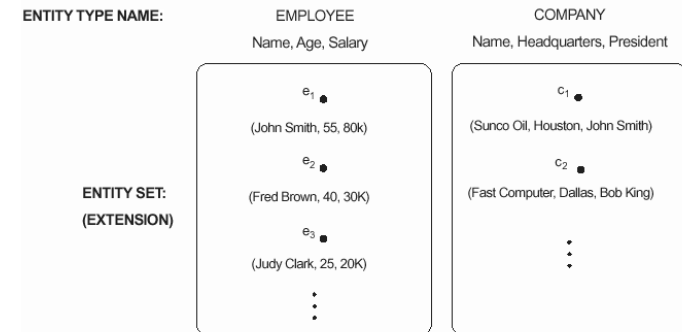 ENTITY TYPE NAME:
EMPLOYEE
COMPANY
Name, Age, Salary
Name, Headquarters, President
e1
(John Smith, 55, 80k)
e2
(Fred Brown, 40, 30K)
e3
(Judy Clark, 25, 20K)
c1
(Sunco Oil, Houston, John Smith)
c2
(Fast Computer, Dallas, Bob King)
ENTITY SET:
(EXTENSION)